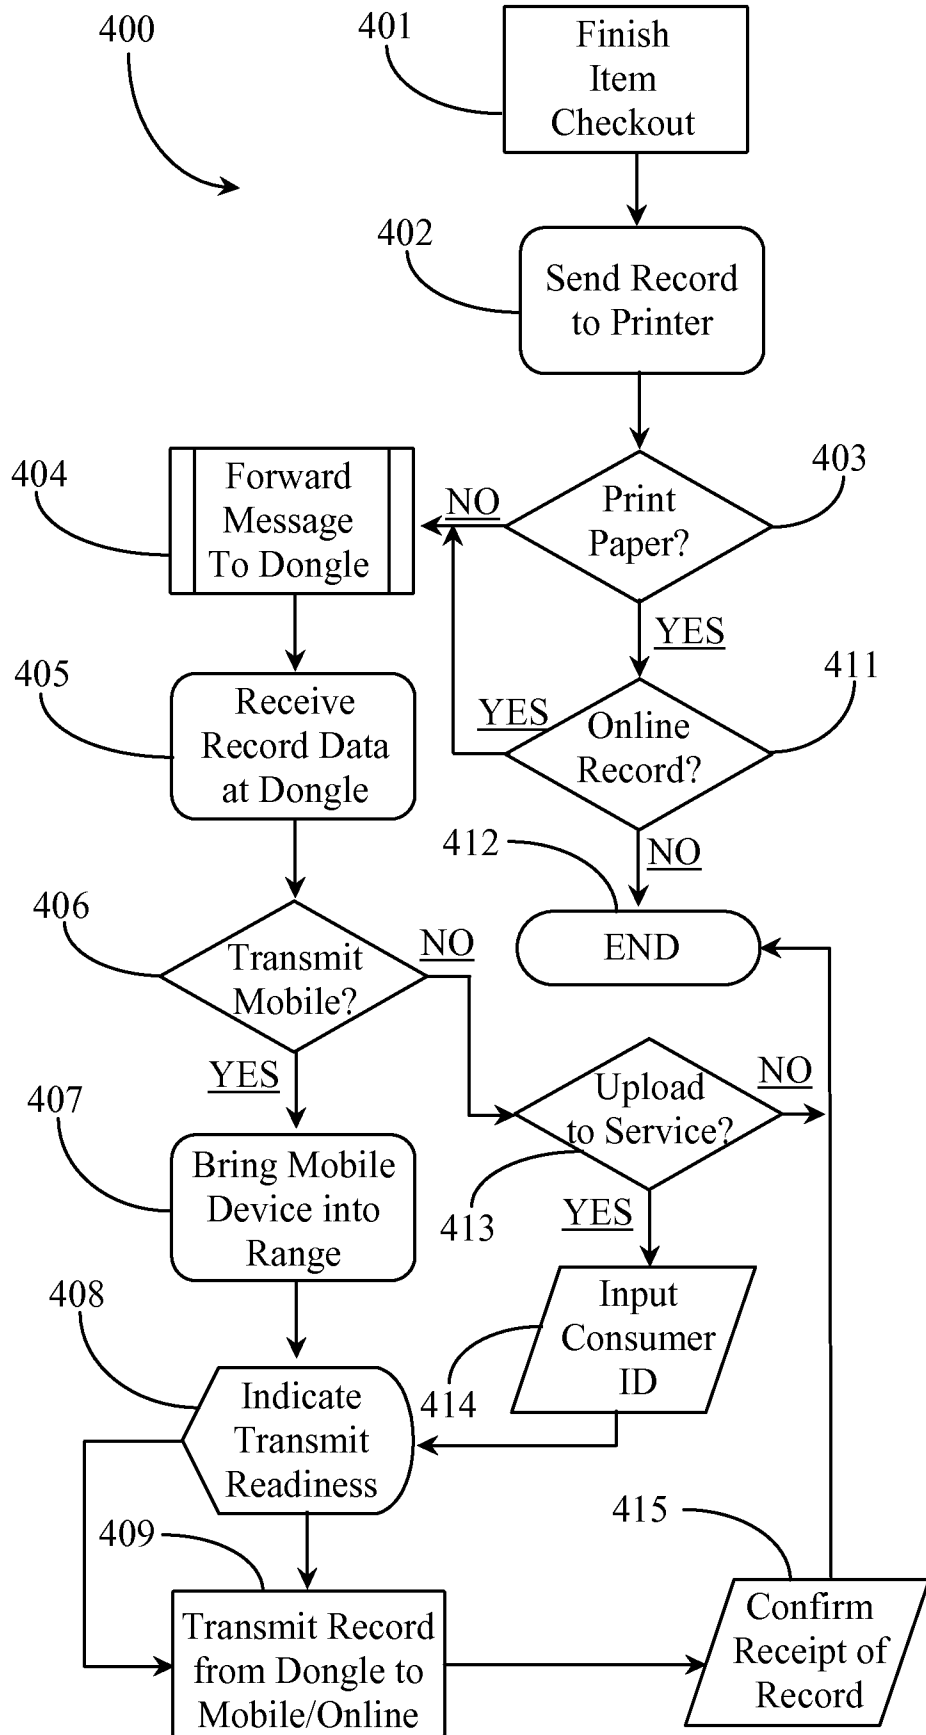 400
401
Finish
Item
Checkout
402
Send Record
to Printer
404
Forward
Message
To Dongle
NO
Print
Paper?
403
YES
405
Receive
Record Data
at Dongle
YES
Online
Record?
411
412
NO
END
406
Transmit
Mobile?
NO
YES
Upload
to Service?
NO
413
YES
407
Bring Mobile
Device into
Range
Input
Consumer
ID
414
408
Indicate
Transmit
Readiness
409
Transmit Record
from Dongle to
Mobile/Online
415
Confirm
Receipt of
Record